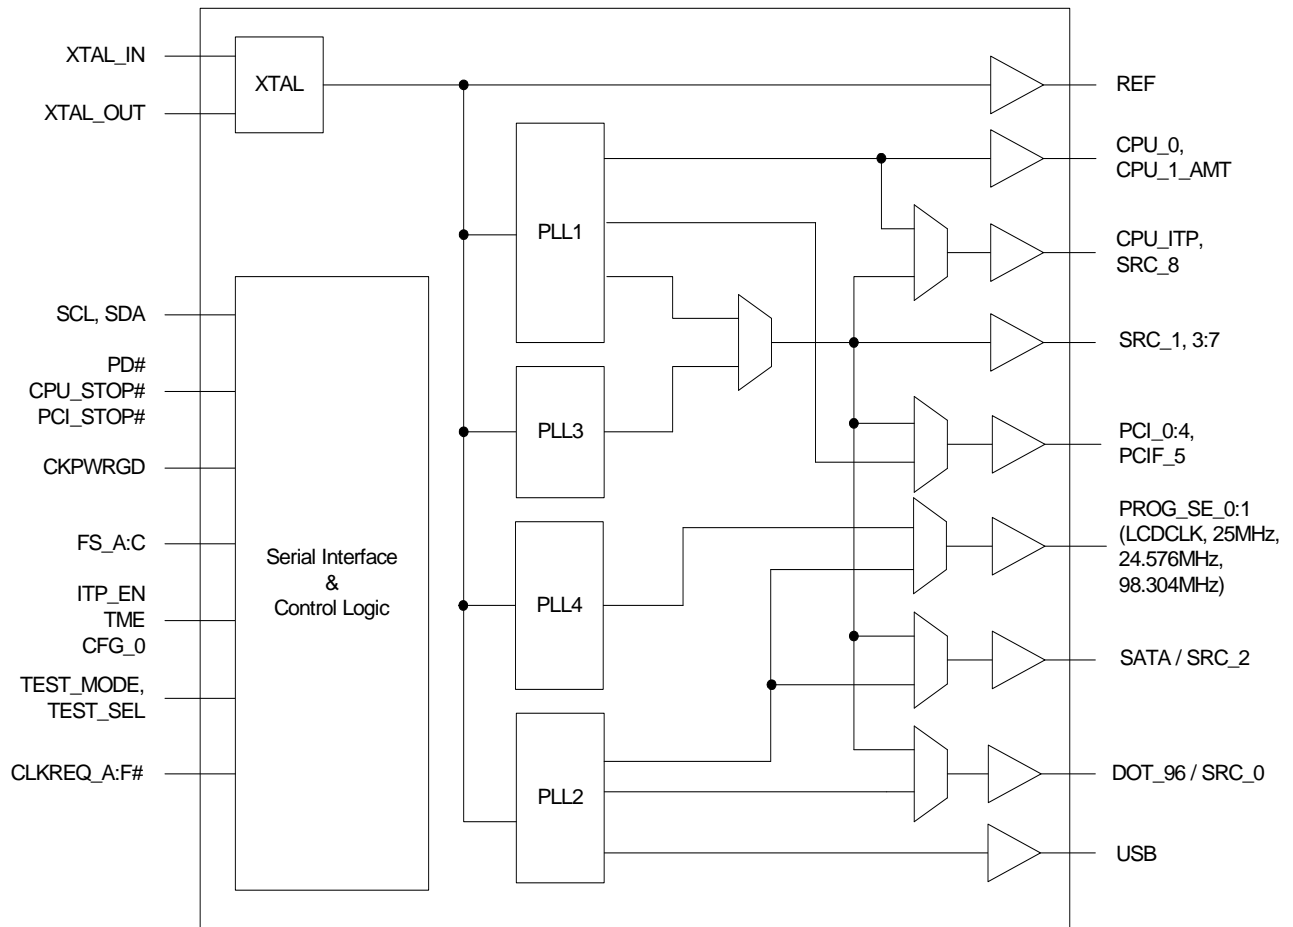 XTAL_IN
XTAL_OUT
XTAL
REF
CPU_0,
CPU_1_AMT
PLL1
CPU_ITP,
SRC_8
SCL, SDA
SRC_1, 3:7
PD#
CPU_STOP#
PCI_STOP#
PLL3
PCI_0:4,
PCIF_5
CKPWRGD
PROG_SE_0:1
(LCDCLK, 25MHz,
24.576MHz,
98.304MHz)
FS_A:C
Serial Interface
&
Control Logic
ITP_EN
TME
CFG_0
PLL4
SATA / SRC_2
TEST_MODE,
TEST_SEL
CLKREQ_A:F#
PLL2
DOT_96 / SRC_0
USB